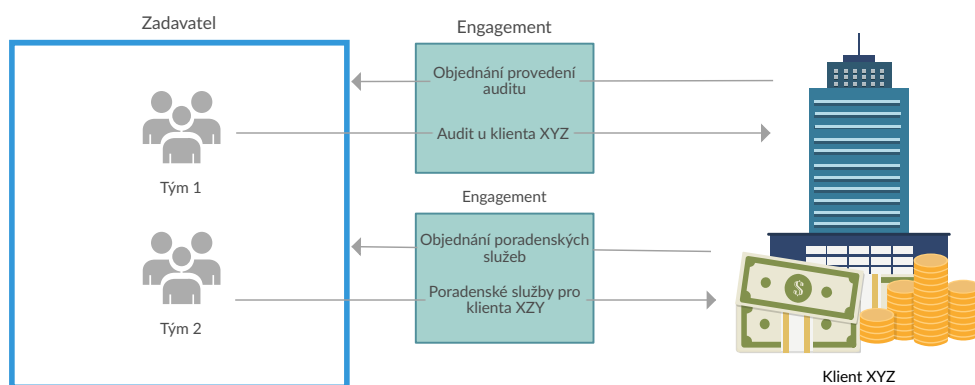 Zadavatel
Engagement
Objednání provedení
auditu
Audit u klienta XYZ
Tým 1
Engagement
Objednání poradenských
služeb
Poradenské služby pro
klienta XZY
Tým 2
$
Klient XYZ